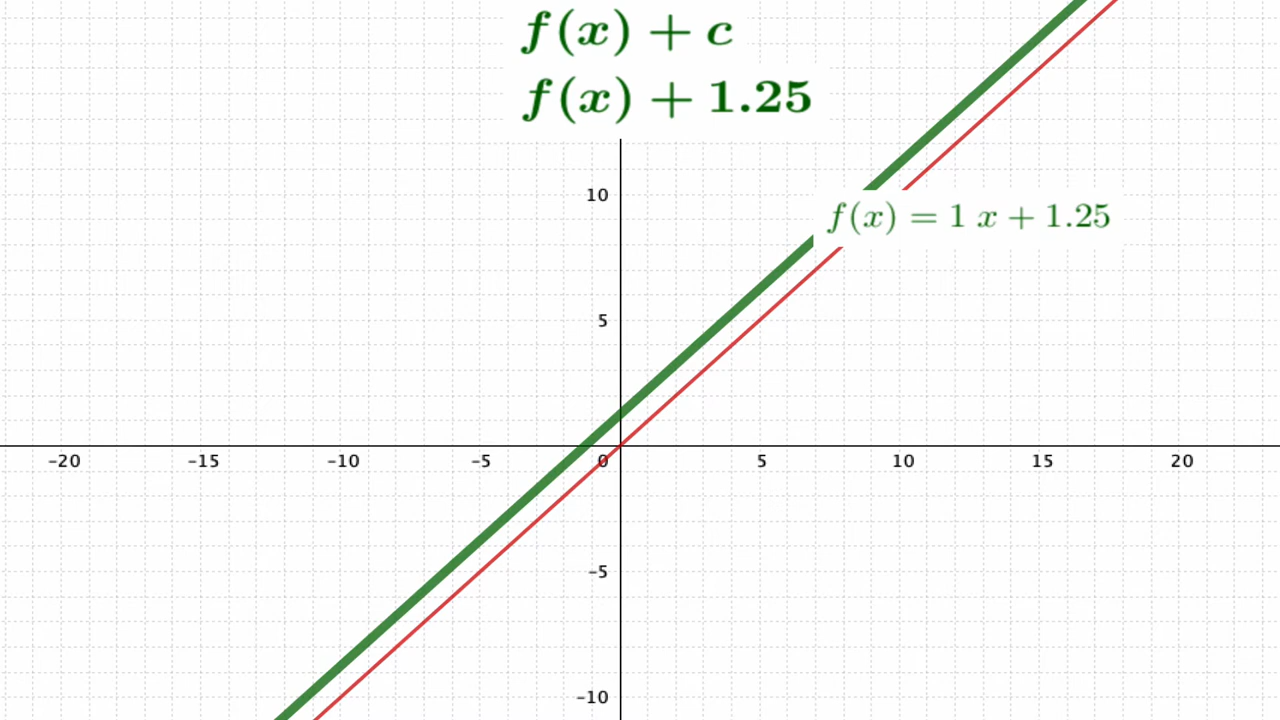 f(x) + c
f(x) + 1.25
10
f(x) = 1 x + 1.25
5
–20 –15 –10 –5 0 5 10 15 20
–5
–10